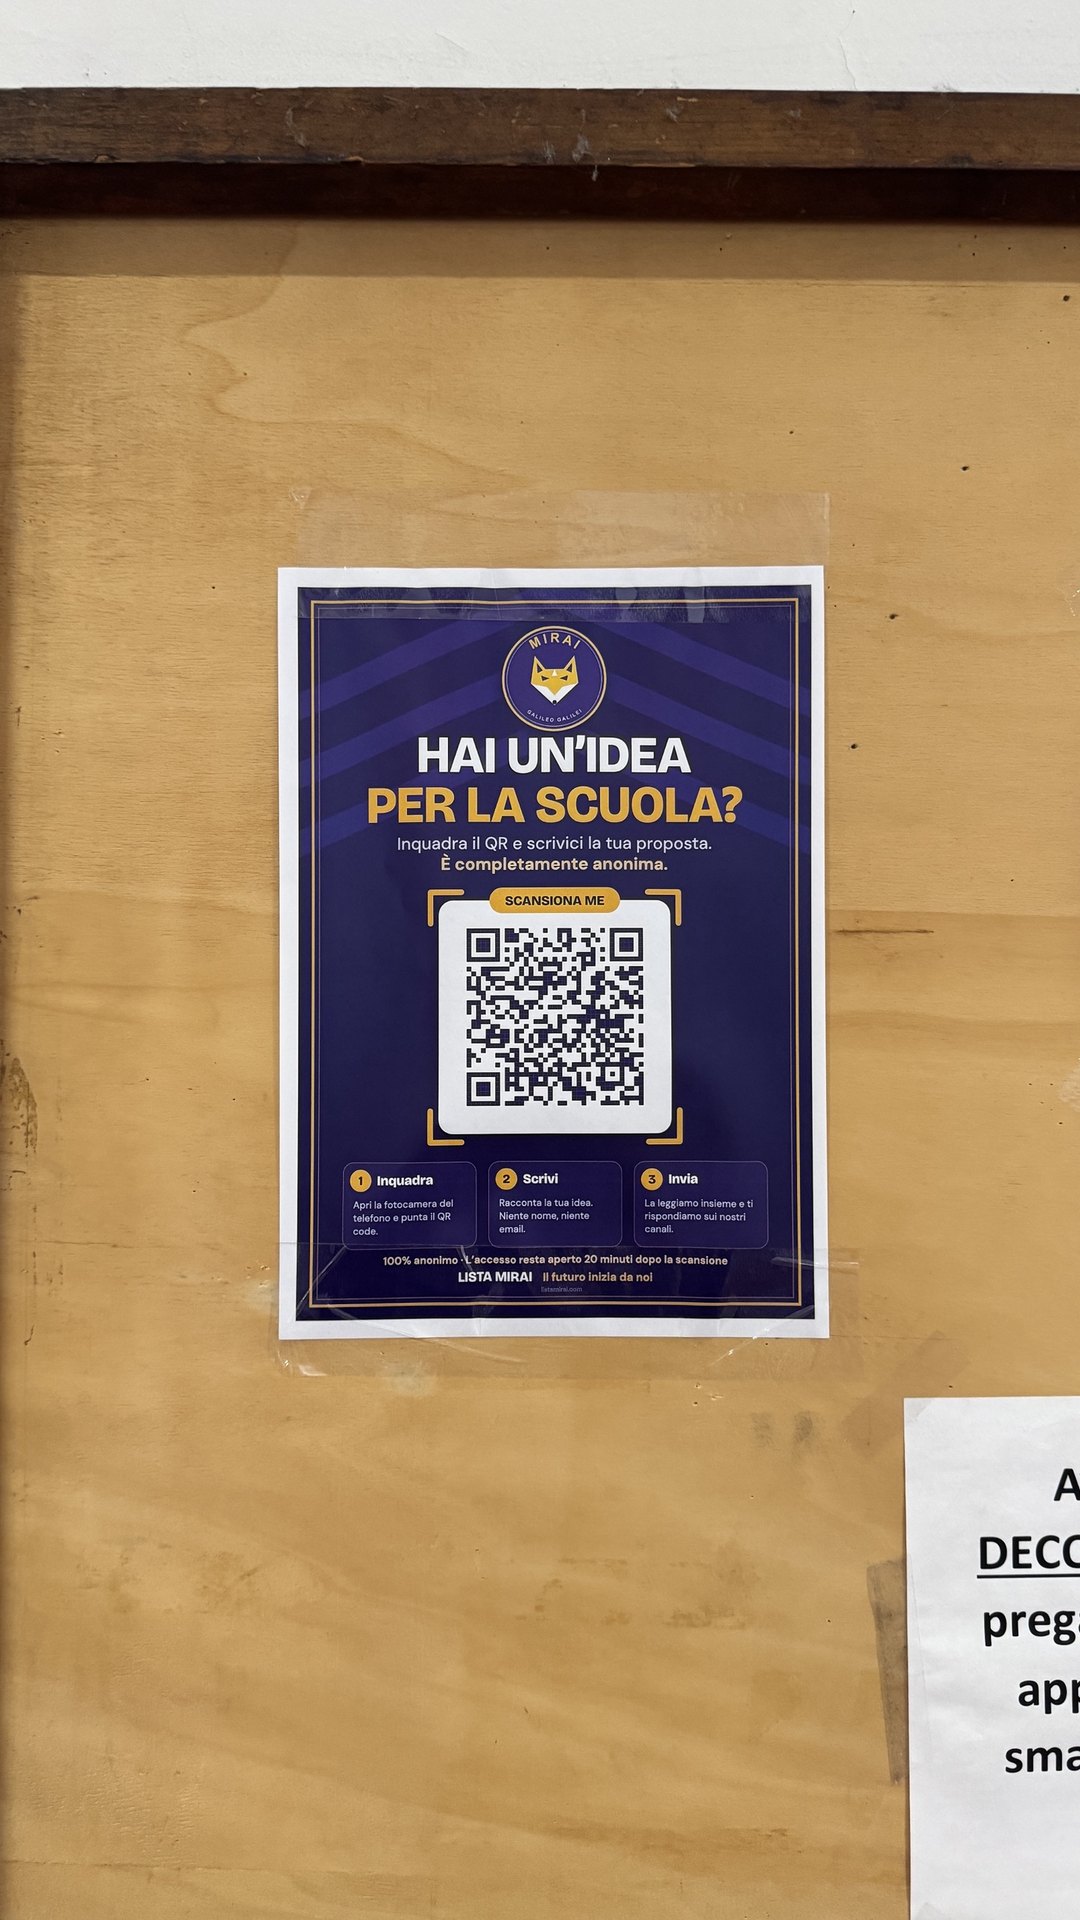 MIRAI
GALILEO GALILEI
HAI UN'IDEA
PER LA SCUOLA?
Inquadra il QR e scrivici la tua proposta.
È completamente anonima.
SCANSIONA ME
1 Inquadra
Apri la fotocamera del
telefono e punta il QR
code.
2 Scrivi
Racconta la tua idea.
Niente nome, niente
email.
3 Invia
La leggiamo insieme e ti
rispondiamo sui nostri
canali.
100% anonimo · L'accesso resta aperto 20 minuti dopo la scansione
LISTA MIRAI Il futuro inizia da noi
listamirai.com
A
DECO
prega
app
sma